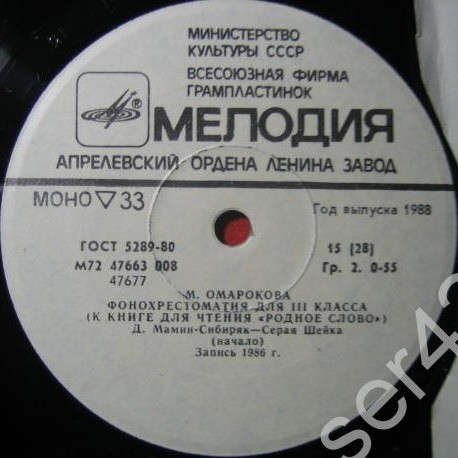 МИНИСТЕРСТВО
КУЛЬТУРЫ СССР
ВСЕСОЮЗНАЯ ФИРМА
ГРАМПЛАСТИНОК
МЕЛОДИЯ
АПРЕЛЕВСКИЙ ОРДЕНА ЛЕНИНА ЗАВОД
МОНО ▽ 33
Год выпуска 1988
ГОСТ 5289-80
15 [28]
М72 47663 008
Гр. 2. 0-55
47677
М. ОМАРОКОВА
ФОНОХРЕСТОМАТИЯ ДЛЯ III КЛАССА
(К КНИГЕ ДЛЯ ЧТЕНИЯ «РОДНОЕ СЛОВО»)
Д. Мамин-Сибиряк—Серая Шейка
(начало)
Запись 1986 г.